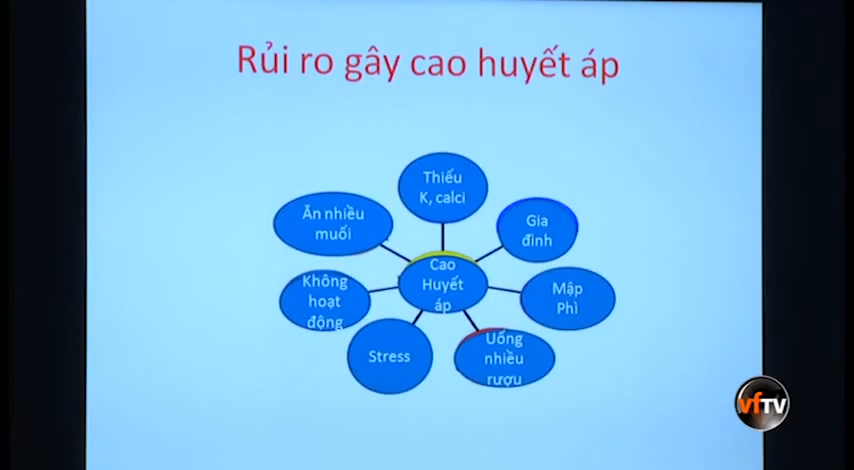 Rủi ro gây cao huyết áp
Thiếu
K, calci
Ăn nhiều
muối
Gia
đình
Cao
Huyết
áp
Không
hoạt
động
Mập
Phì
Stress
Uống
nhiều
rượu
vfTV